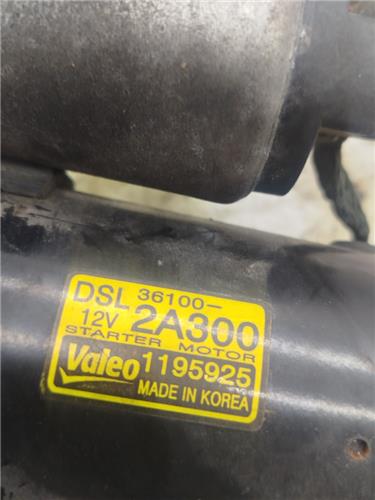 DSL 36100-
12V 2A300
STARTER MOTOR
Valeo 1195925
MADE IN KOREA